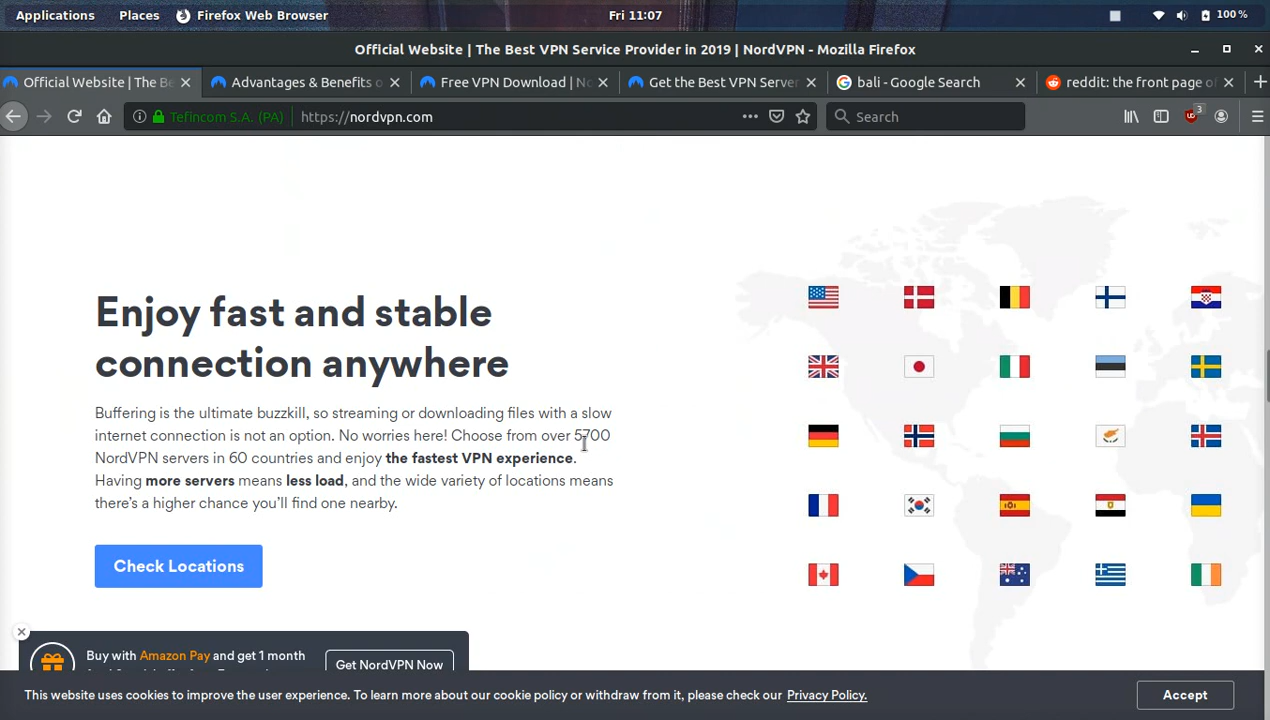 Applications Places Firefox Web Browser Fri 11:07 100%
Official Website | The Best VPN Service Provider in 2019 | NordVPN - Mozilla Firefox
Official Website | The Be Advantages & Benefits o Free VPN Download | No Get the Best VPN Server bali - Google Search reddit: the front page of
Tefincom S.A. (PA) https://nordvpn.com Search 3
Enjoy fast and stable
connection anywhere
Buffering is the ultimate buzzkill, so streaming or downloading files with a slow
internet connection is not an option. No worries here! Choose from over 5700
NordVPN servers in 60 countries and enjoy the fastest VPN experience.
Having more servers means less load, and the wide variety of locations means
there's a higher chance you'll find one nearby.
Check Locations
Buy with Amazon Pay and get 1 month
Get NordVPN Now
This website uses cookies to improve the user experience. To learn more about our cookie policy or withdraw from it, please check our Privacy Policy.
Accept